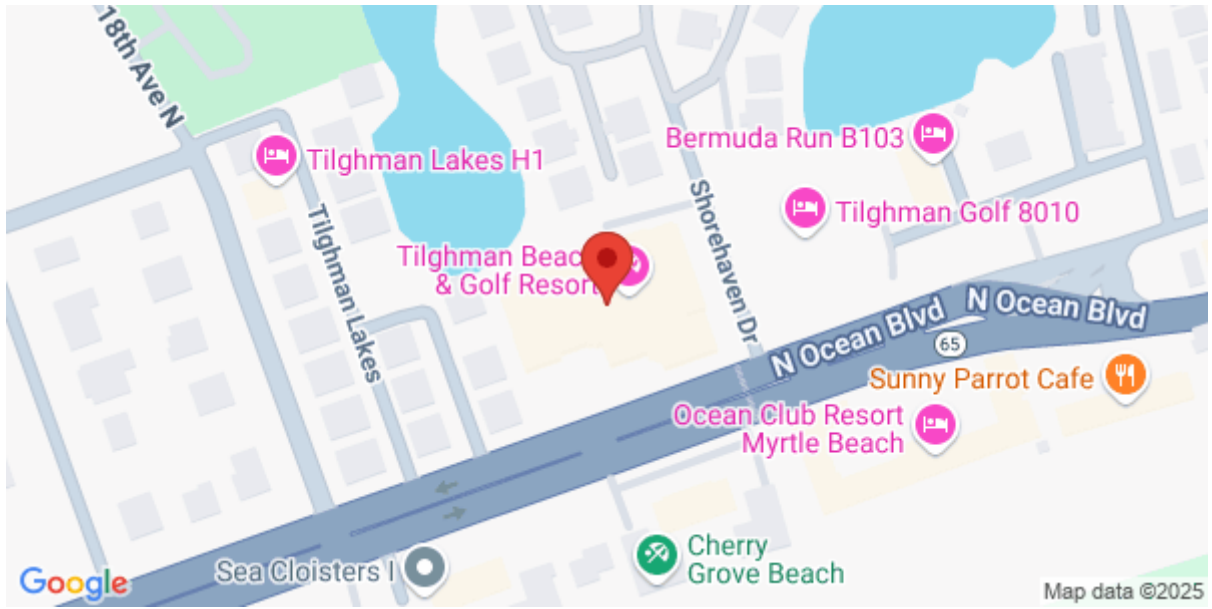 18th Ave N
Tilghman Lakes H1
Tilghman Lakes
Tilghman Beac
& Golf Resort
Shorehaven Dr
Bermuda Run B103
Tilghman Golf 8010
N Ocean Blvd
N Ocean Blvd
65
Sunny Parrot Cafe
Ocean Club Resort
Myrtle Beach
Sea Cloisters I
Cherry
Grove Beach
Google
Map data ©2025